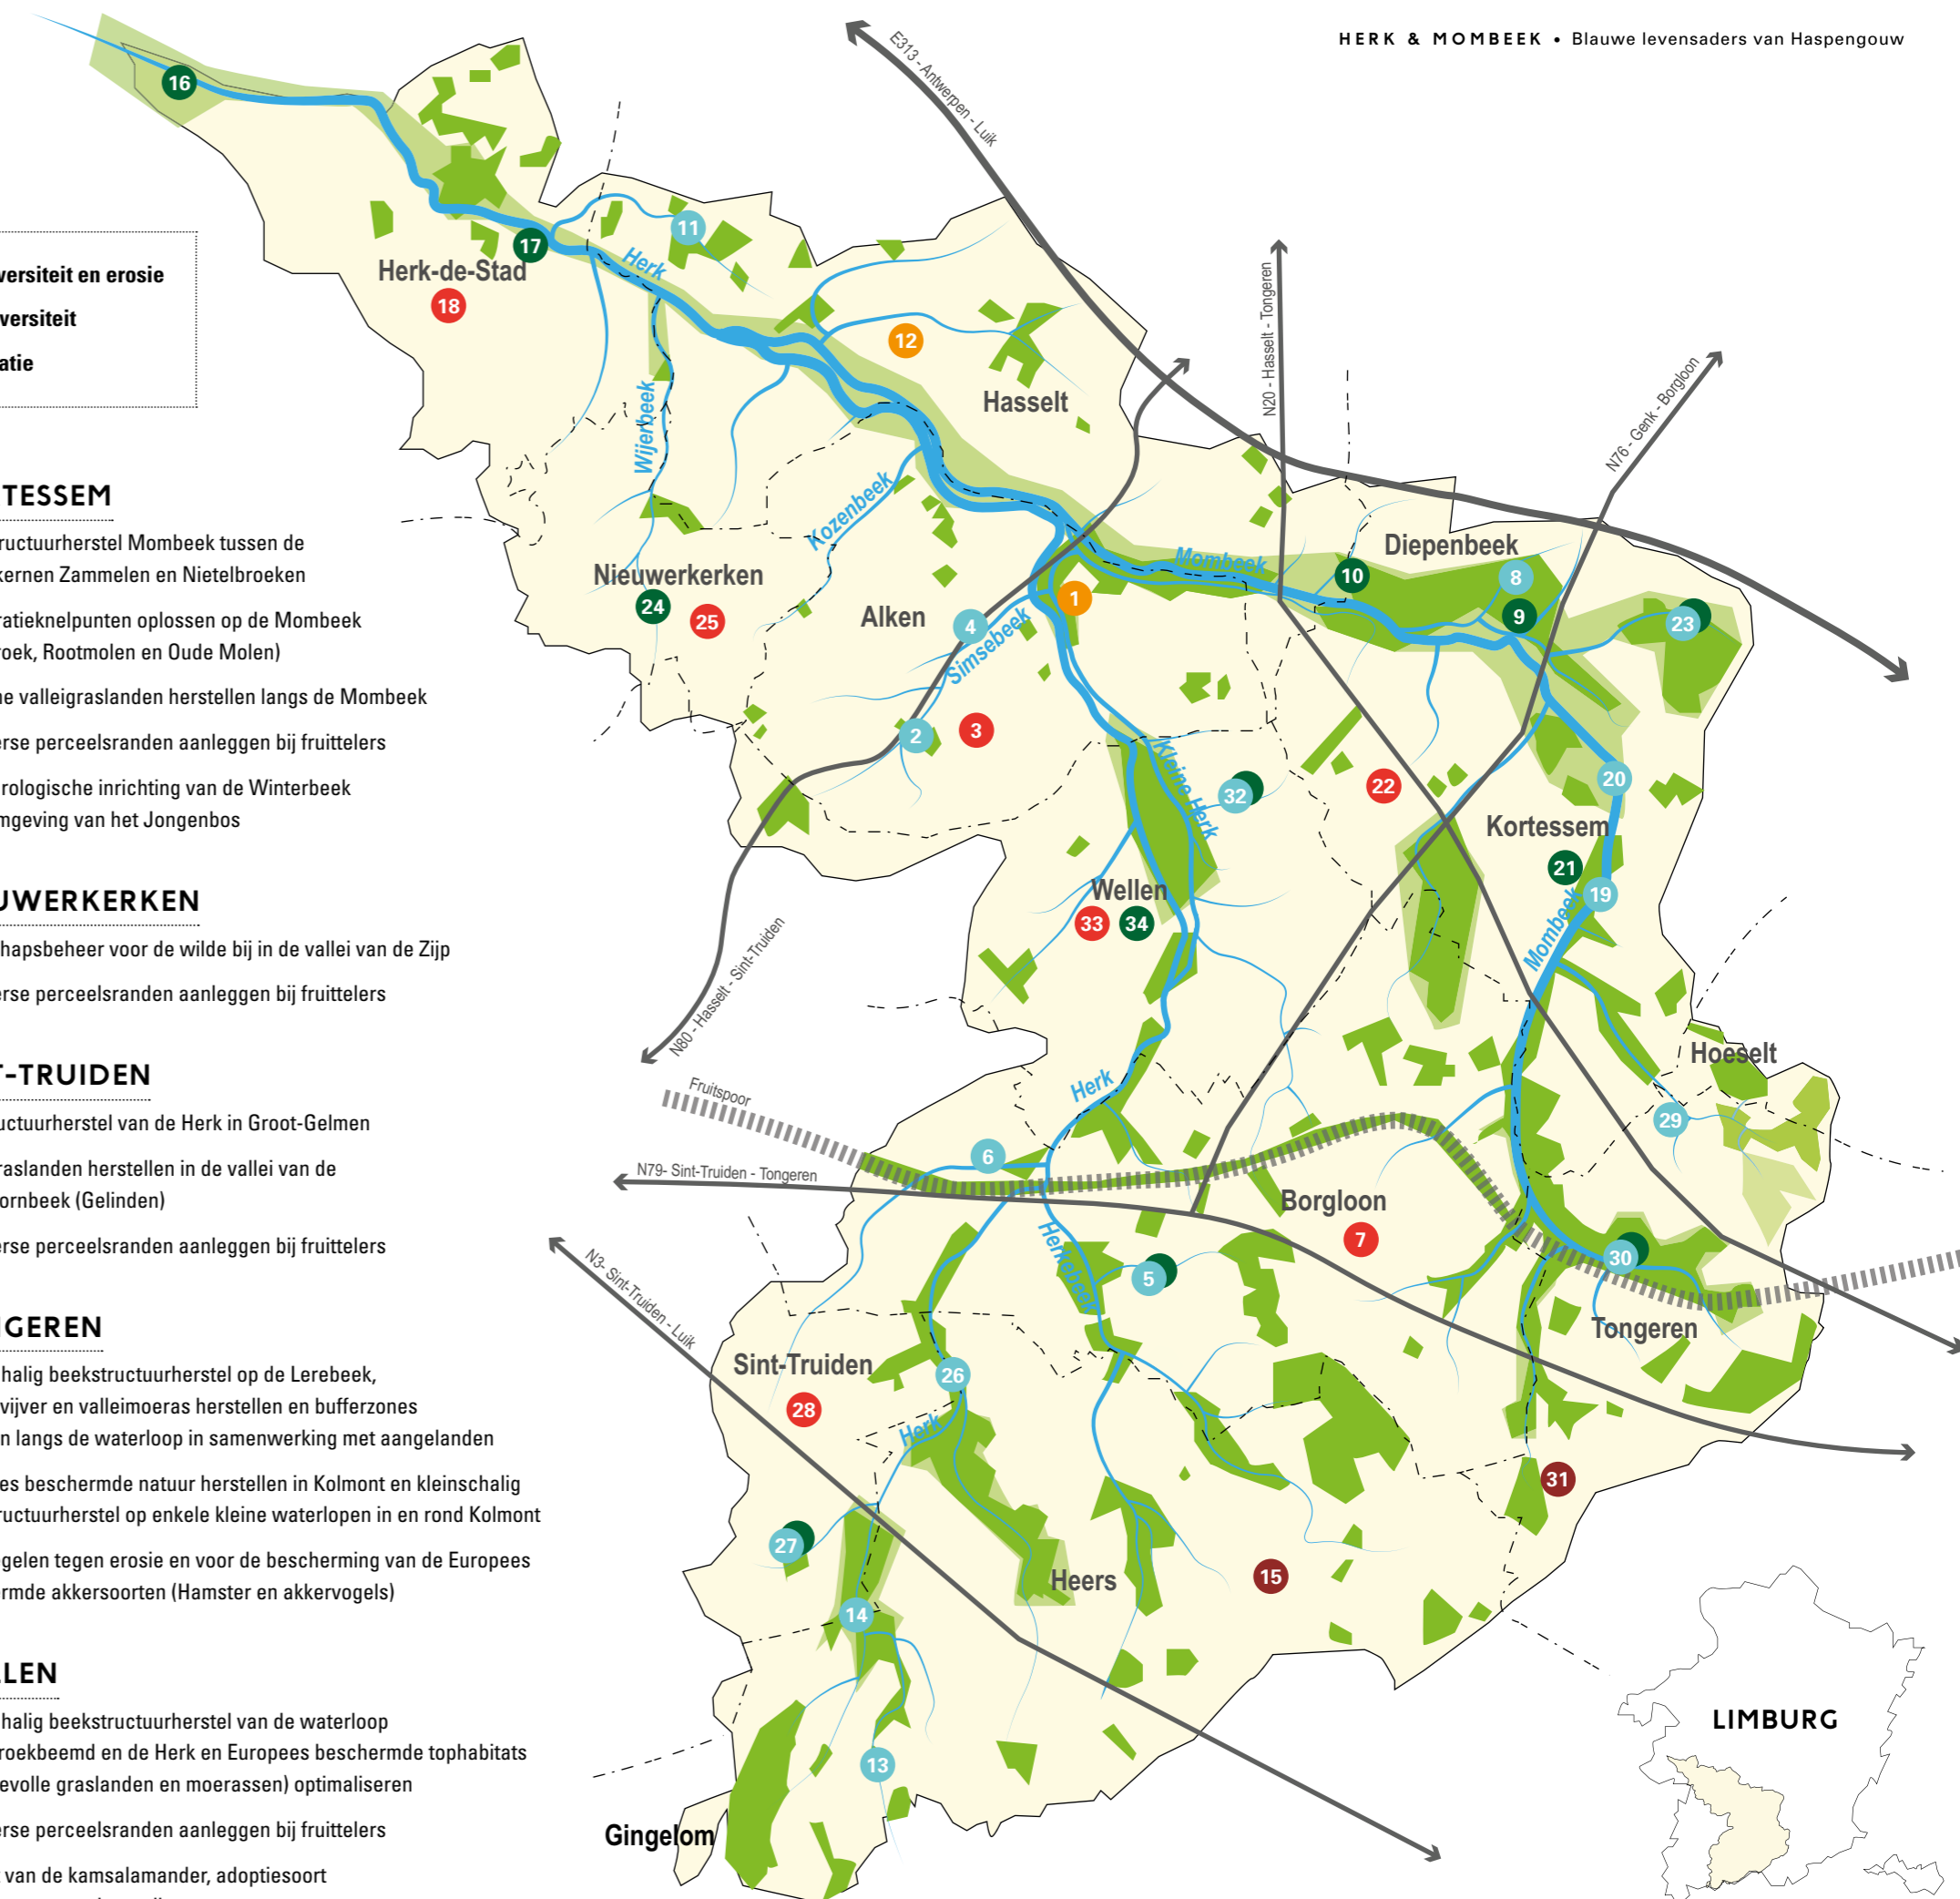 HERK & MOMBEEK • Blauwe levensaders van Haspengouw
versiteit en erosie
versiteit
atie
TESSEM
ructuurherstel Mombeek tussen de
kernen Zammelen en Nietelbroeken
ratieknelpunten oplossen op de Mombeek
roek, Rootmolen en Oude Molen)
ne valleigraslanden herstellen langs de Mombeek
erse perceelsranden aanleggen bij fruittelers
rologische inrichting van de Winterbeek
mgeving van het Jongenbos
UWERKERKEN
hapsbeheer voor de wilde bij in de vallei van de Zijp
erse perceelsranden aanleggen bij fruittelers
T-TRUIDEN
uctuurherstel van de Herk in Groot-Gelmen
raslanden herstellen in de vallei van de
ornbeek (Gelinden)
erse perceelsranden aanleggen bij fruittelers
NGEREN
halig beekstructuurherstel op de Lerebeek,
vijver en valleimoeras herstellen en bufferzones
n langs de waterloop in samenwerking met aangelanden
es beschermde natuur herstellen in Kolmont en kleinschalig
ructuurherstel op enkele kleine waterlopen in en rond Kolmont
egelen tegen erosie en voor de bescherming van de Europees
ermde akkersoorten (Hamster en akkervogels)
LLEN
halig beekstructuurherstel van de waterloop
roekbeemd en de Herk en Europees beschermde tophabitats
evolle graslanden en moerassen) optimaliseren
erse perceelsranden aanleggen bij fruittelers
t van de kamsalamander, adoptiesoort
E313 - Antwerpen - Luik
16
11
17
Herk
Herk-de-Stad
18
12
N20 - Hasselt - Tongeren
Hasselt
N76 - Genk - Borgloon
Wijerbeek
Kozenbeek
Diepenbeek
Mombeek
10
8
Nieuwerkerken
24
25
1
Alken
4
9
23
Simsebeek
2
3
Kleine Herk
32
22
20
Kortessem
21
19
Wellen
33
34
Mombeek
N80 - Hasselt - Sint-Truiden
Hoeselt
Fruitspoor
Herk
29
6
N79- Sint-Truiden - Tongeren
Borgloon
7
Herkebeek
5
30
N3- Sint-Truiden - Luik
Tongeren
Sint-Truiden
26
28
Herk
31
27
15
Heers
14
13
Gingelom
LIMBURG